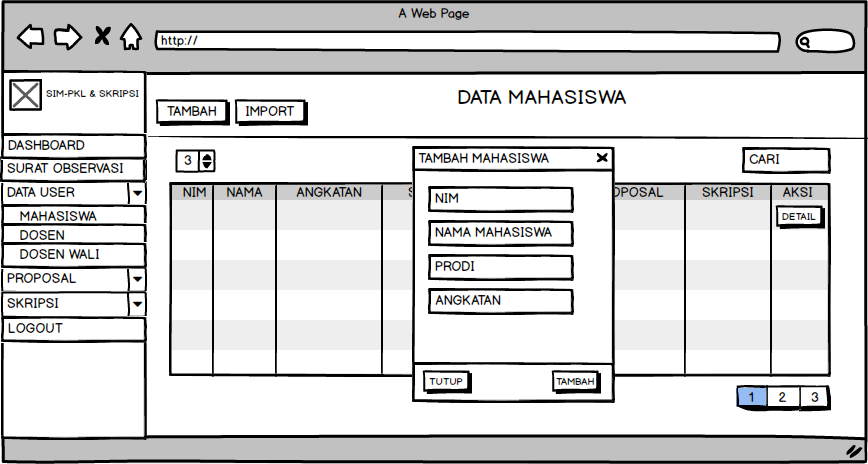 A Web Page
http://
SIM-PKL & SKRIPSI
DASHBOARD
SURAT OBSERVASI
DATA USER
MAHASISWA
DOSEN
DOSEN WALI
PROPOSAL
SKRIPSI
LOGOUT
DATA MAHASISWA
TAMBAH IMPORT
3
CARI
NIM NAMA ANGKATAN S OPOSAL SKRIPSI AKSI
DETAIL
TAMBAH MAHASISWA
NIM
NAMA MAHASISWA
PRODI
ANGKATAN
TUTUP TAMBAH
1 2 3